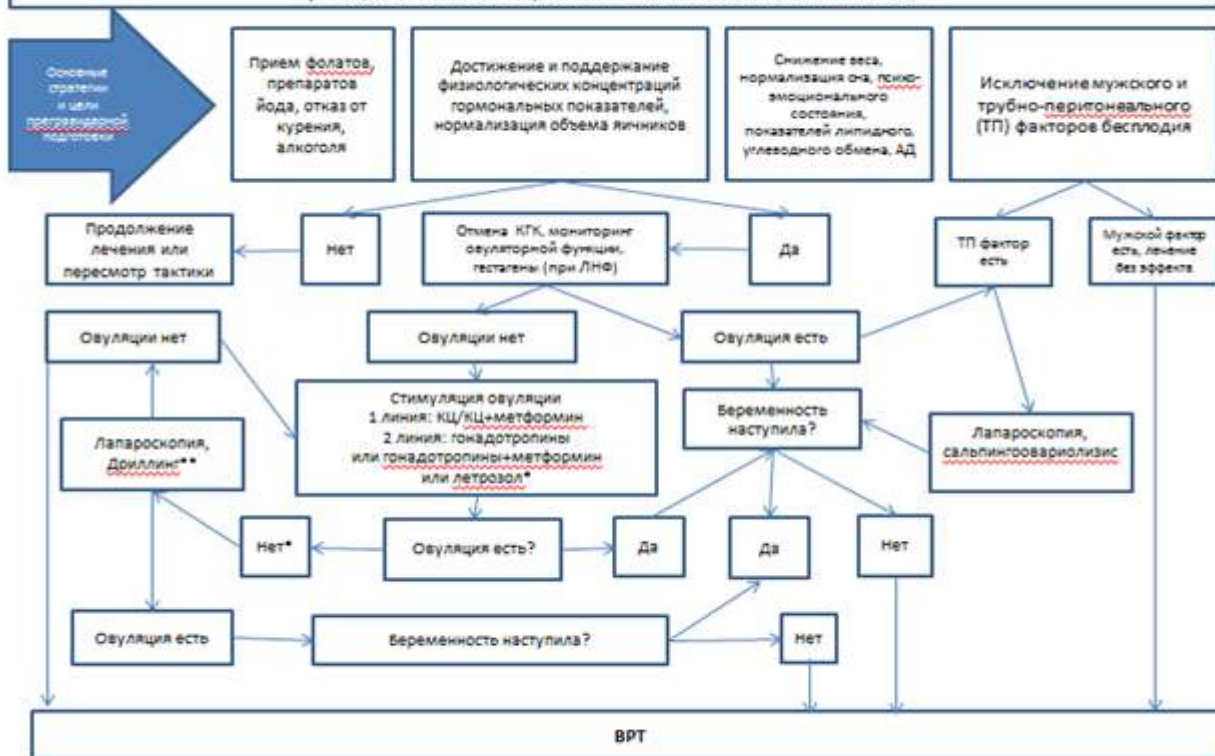 Основные
стратегии
и цели
прегравидарной
подготовки
Прием фолатов,
препаратов
йода, отказ от
курения,
алкоголя
Достижение и поддержание
физиологических концентраций
гормональных показателей,
нормализация объема яичников
Снижение веса,
нормализация сна, психо-
эмоционального
состояния,
показателей липидного,
углеводного обмена, АД
Исключение мужского и
трубно-перитонеального
(ТП) факторов бесплодия
Продолжение
лечения или
пересмотр тактики
Нет
Отмена КГК, мониторинг
овуляторной функции,
гестагены (при ЛНФ)
Да
ТП фактор
есть
Мужской фактор
есть, лечение
без эффекта
Овуляции нет
Овуляции нет
Овуляция есть
Стимуляция овуляции
1 линия: КЦ/КЦ+метформин
2 линия: гонадотропины
или гонадотропины+метформин
или летрозол*
Беременность
наступила?
Лапароскопия,
Дриллинг**
Лапароскопия,
сальпингоовариолизис
Нет*
Овуляция есть?
Да
Да
Нет
Овуляция есть
Беременность наступила?
Нет
ВРТ